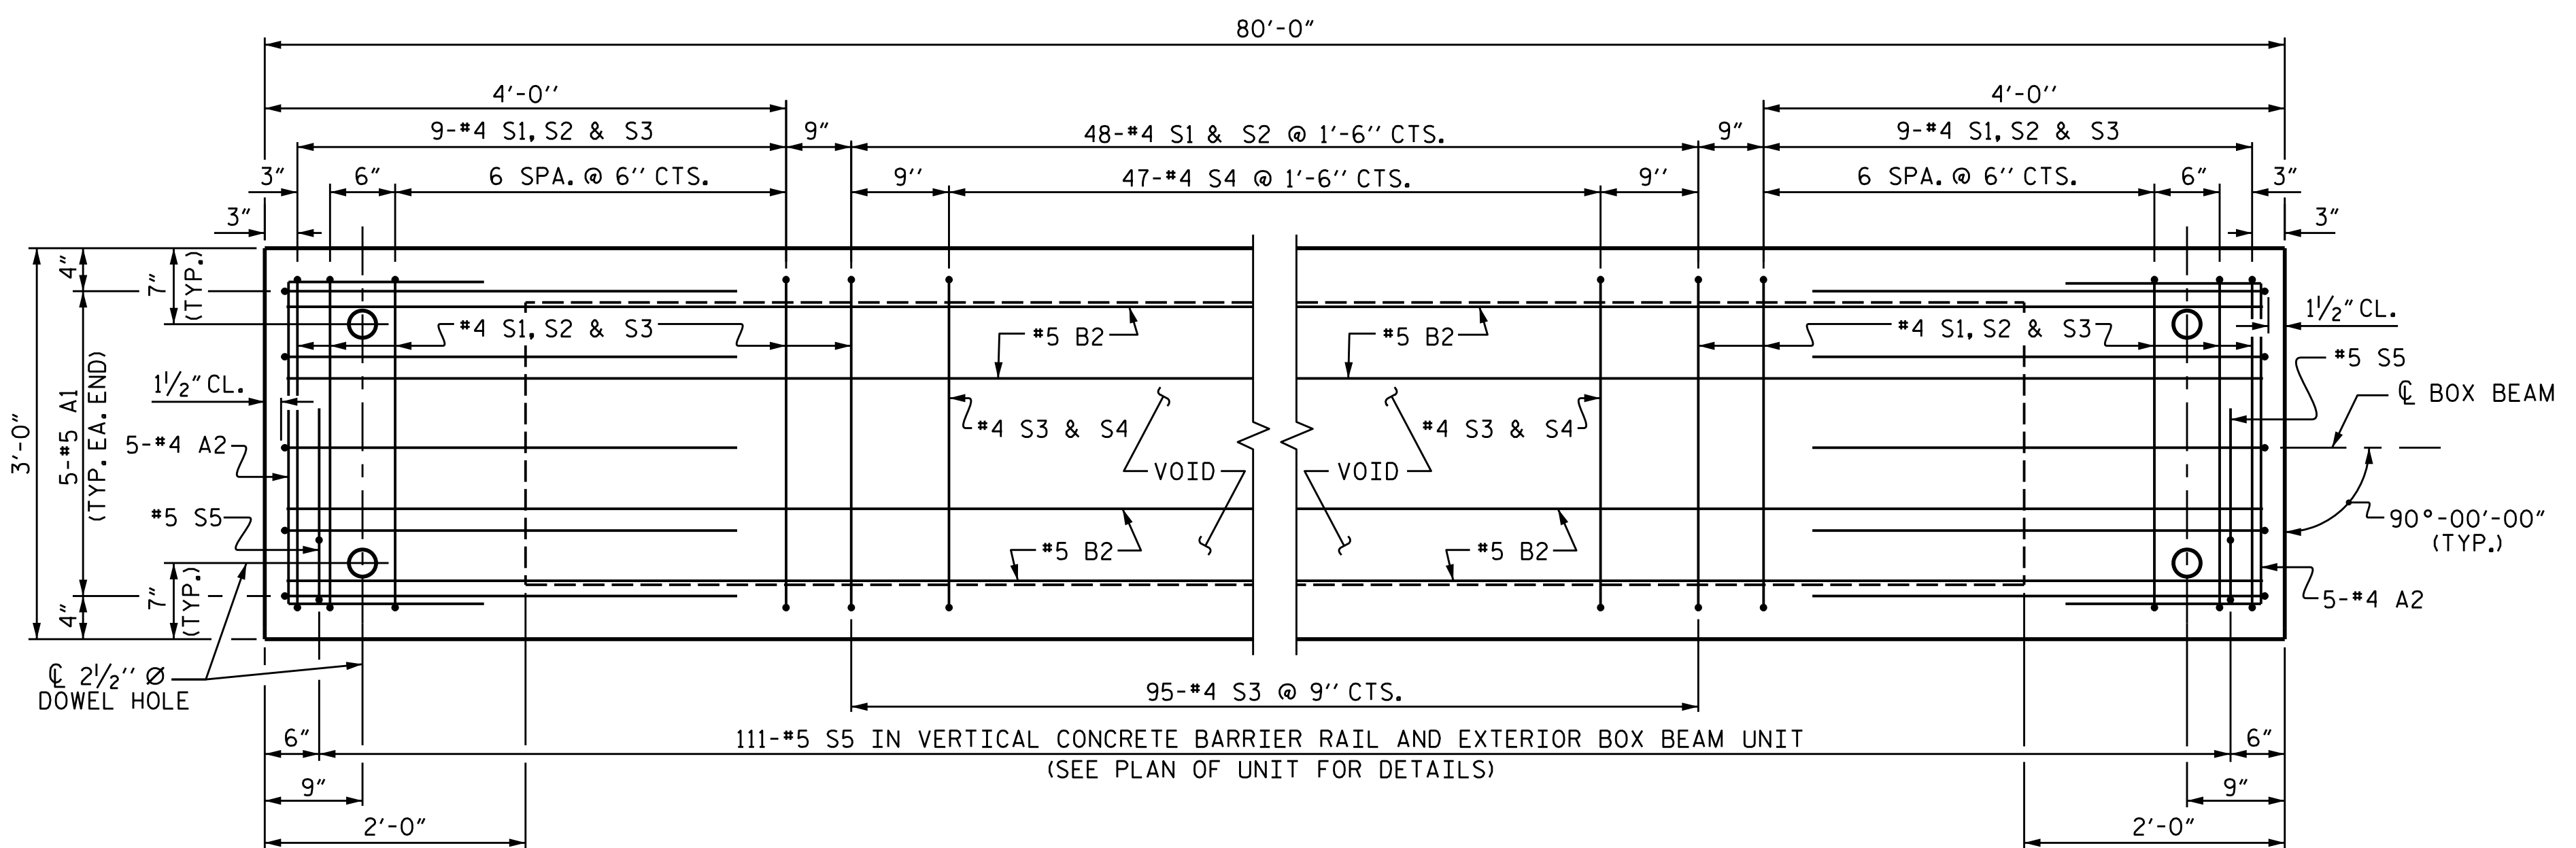 80'-0"
4'-0''
4'-0''
9-#4 S1, S2 & S3
9"
48-#4 S1 & S2 @ 1'-6'' CTS.
9"
9-#4 S1, S2 & S3
3"
6"
6 SPA. @ 6'' CTS.
9''
47-#4 S4 @ 1'-6'' CTS.
9''
6 SPA. @ 6'' CTS.
6"
3"
3"
3"
4"
7"
(TYP.)
#4 S1, S2 & S3
#5 B2
#5 B2
#4 S1, S2 & S3
1½" CL.
#5 S5
℄ BOX BEAM
1½" CL.
3'-0"
5-#5 A1
(TYP. EA. END)
5-#4 A2
#4 S3 & S4
#4 S3 & S4
VOID
VOID
#5 S5
#5 B2
#5 B2
90°-00'-00"
(TYP.)
4"
7"
(TYP.)
5-#4 A2
℄ 2½'' Ø
DOWEL HOLE
95-#4 S3 @ 9'' CTS.
6"
111-#5 S5 IN VERTICAL CONCRETE BARRIER RAIL AND EXTERIOR BOX BEAM UNIT
6"
(SEE PLAN OF UNIT FOR DETAILS)
9"
9"
2'-0"
2'-0"